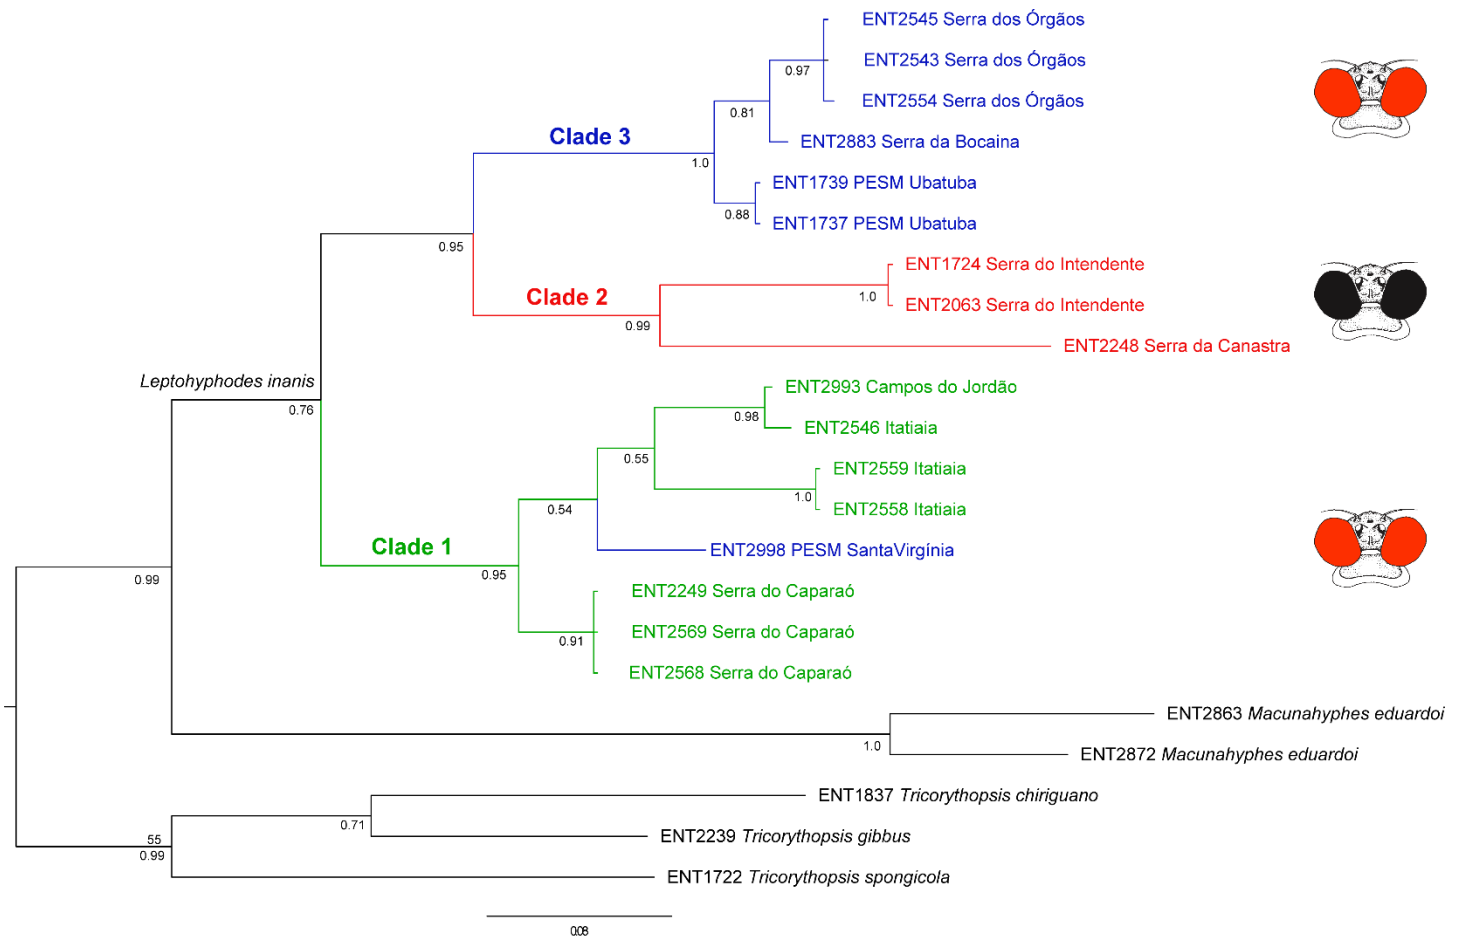 ENT2545 Serra dos Órgãos
ENT2543 Serra dos Órgãos
0.97
ENT2554 Serra dos Órgãos
0.81
Clade 3
ENT2883 Serra da Bocaina
1.0
ENT1739 PESM Ubatuba
0.88
ENT1737 PESM Ubatuba
0.95
ENT1724 Serra do Intendente
Clade 2
1.0
ENT2063 Serra do Intendente
0.99
ENT2248 Serra da Canastra
Leptohyphodes inanis
ENT2993 Campos do Jordão
0.76
0.98
ENT2546 Itatiaia
0.55
ENT2559 Itatiaia
1.0
ENT2558 Itatiaia
0.54
Clade 1
ENT2998 PESM SantaVirgínia
0.99
0.95
ENT2249 Serra do Caparaó
ENT2569 Serra do Caparaó
0.91
ENT2568 Serra do Caparaó
ENT2863 Macunahyphes eduardoi
1.0
ENT2872 Macunahyphes eduardoi
ENT1837 Tricorythopsis chiriguano
0.71
ENT2239 Tricorythopsis gibbus
55
0.99
ENT1722 Tricorythopsis spongicola